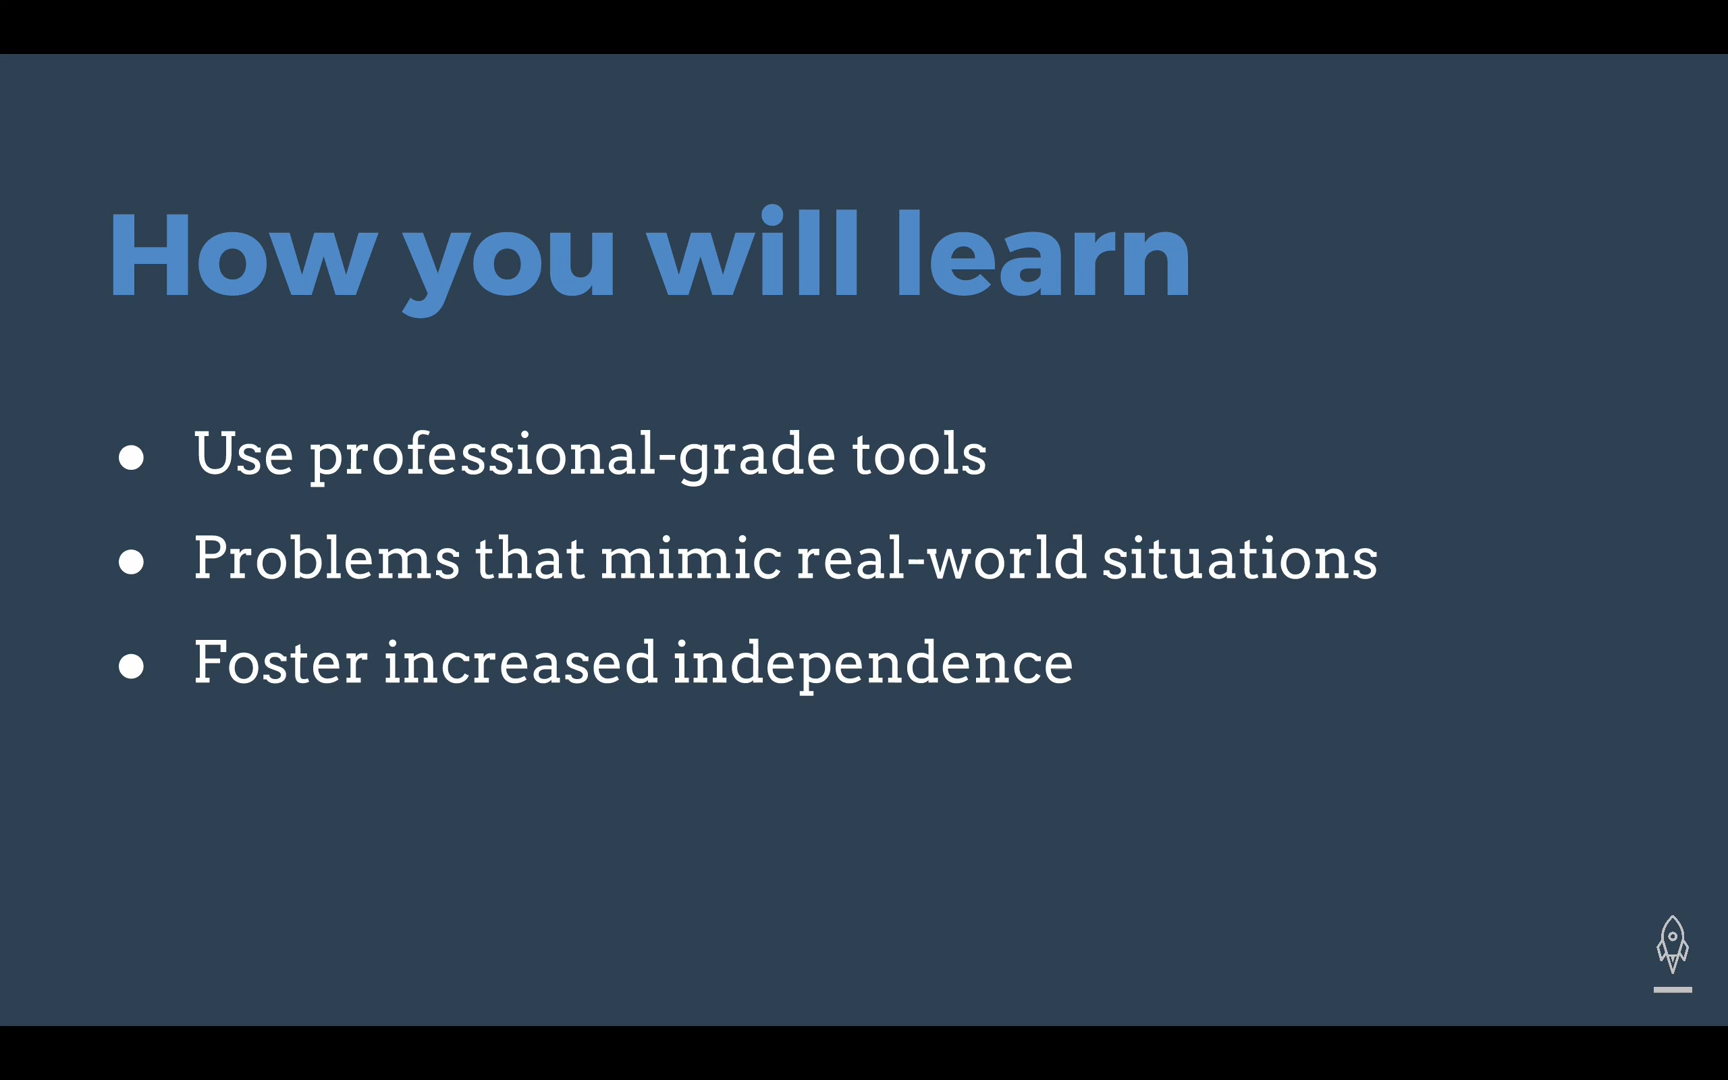 How you will learn
● Use professional-grade tools
● Problems that mimic real-world situations
● Foster increased independence